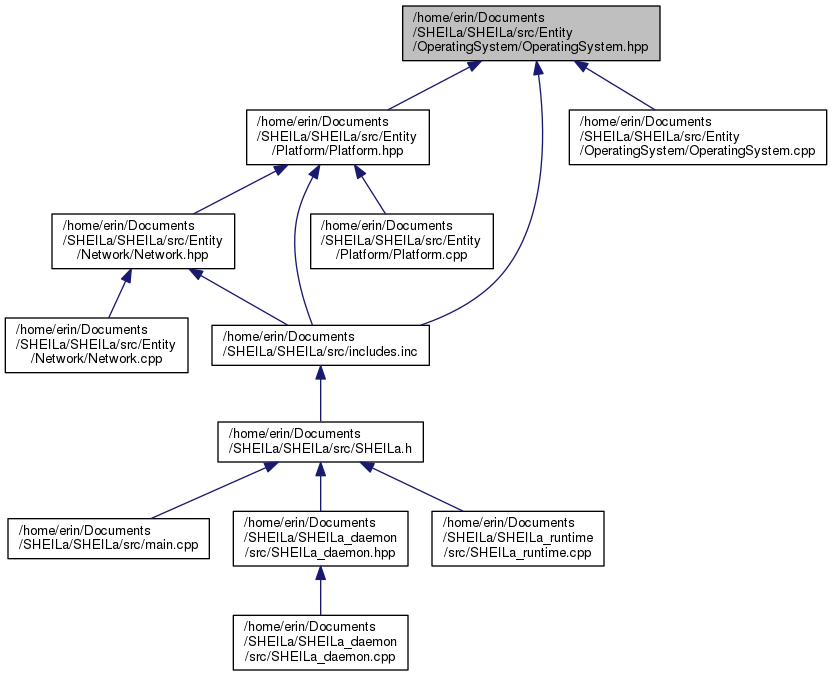 /home/erin/Documents
/SHEILa/SHEILa/src/Entity
/OperatingSystem/OperatingSystem.hpp
/home/erin/Documents
/SHEILa/SHEILa/src/Entity
/Platform/Platform.hpp
/home/erin/Documents
/SHEILa/SHEILa/src/Entity
/OperatingSystem/OperatingSystem.cpp
/home/erin/Documents
/SHEILa/SHEILa/src/Entity
/Network/Network.hpp
/home/erin/Documents
/SHEILa/SHEILa/src/Entity
/Platform/Platform.cpp
/home/erin/Documents
/SHEILa/SHEILa/src/Entity
/Network/Network.cpp
/home/erin/Documents
/SHEILa/SHEILa/src/includes.inc
/home/erin/Documents
/SHEILa/SHEILa/src/SHEILa.h
/home/erin/Documents
/SHEILa/SHEILa/src/main.cpp
/home/erin/Documents
/SHEILa/SHEILa_daemon
/src/SHEILa_daemon.hpp
/home/erin/Documents
/SHEILa/SHEILa_runtime
/src/SHEILa_runtime.cpp
/home/erin/Documents
/SHEILa/SHEILa_daemon
/src/SHEILa_daemon.cpp